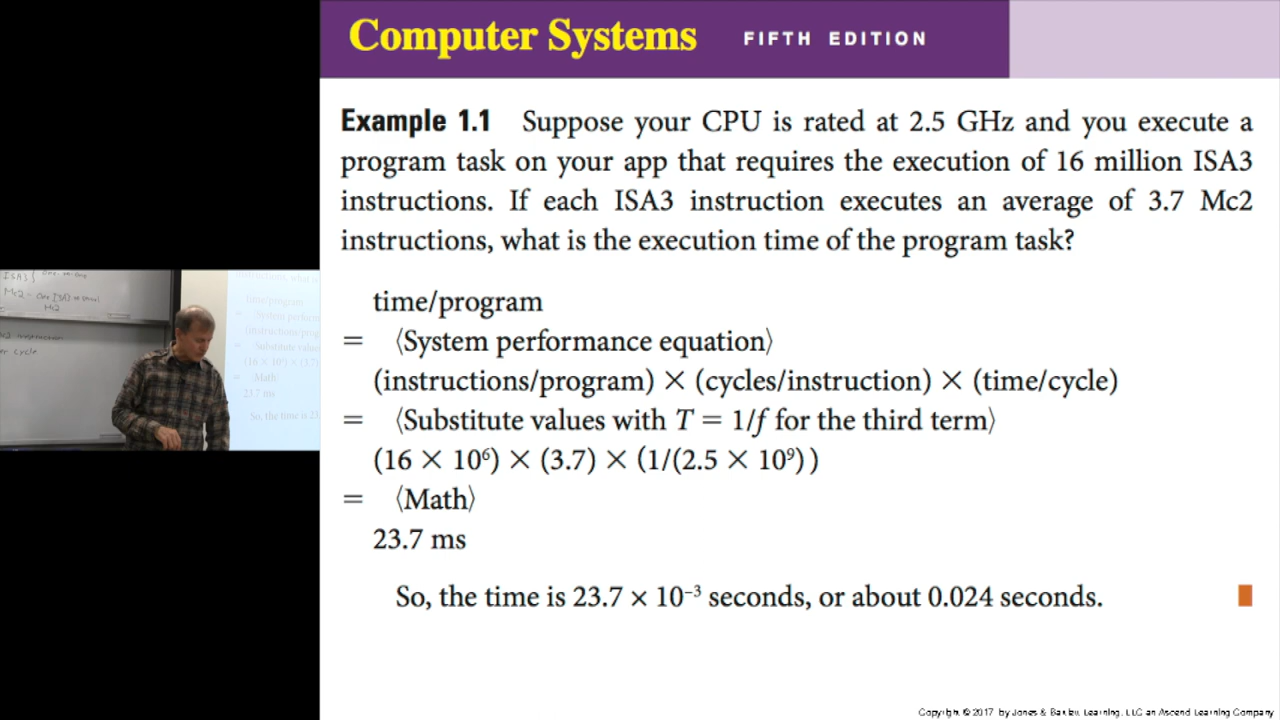 Computer Systems FIFTH EDITION
Example 1.1 Suppose your CPU is rated at 2.5 GHz and you execute a
program task on your app that requires the execution of 16 million ISA3
instructions. If each ISA3 instruction executes an average of 3.7 Mc2
instructions, what is the execution time of the program task?
time/program
= ⟨System performance equation⟩
(instructions/program) × (cycles/instruction) × (time/cycle)
= ⟨Substitute values with T = 1/f for the third term⟩
(16 × 10⁶) × (3.7) × (1/(2.5 × 10⁹))
= ⟨Math⟩
23.7 ms
So, the time is 23.7 × 10⁻³ seconds, or about 0.024 seconds.
ISA3
Mc2
Mc2
cycle
Copyright © 2017 by Jones & Bartlett Learning, LLC an Ascend Learning Company